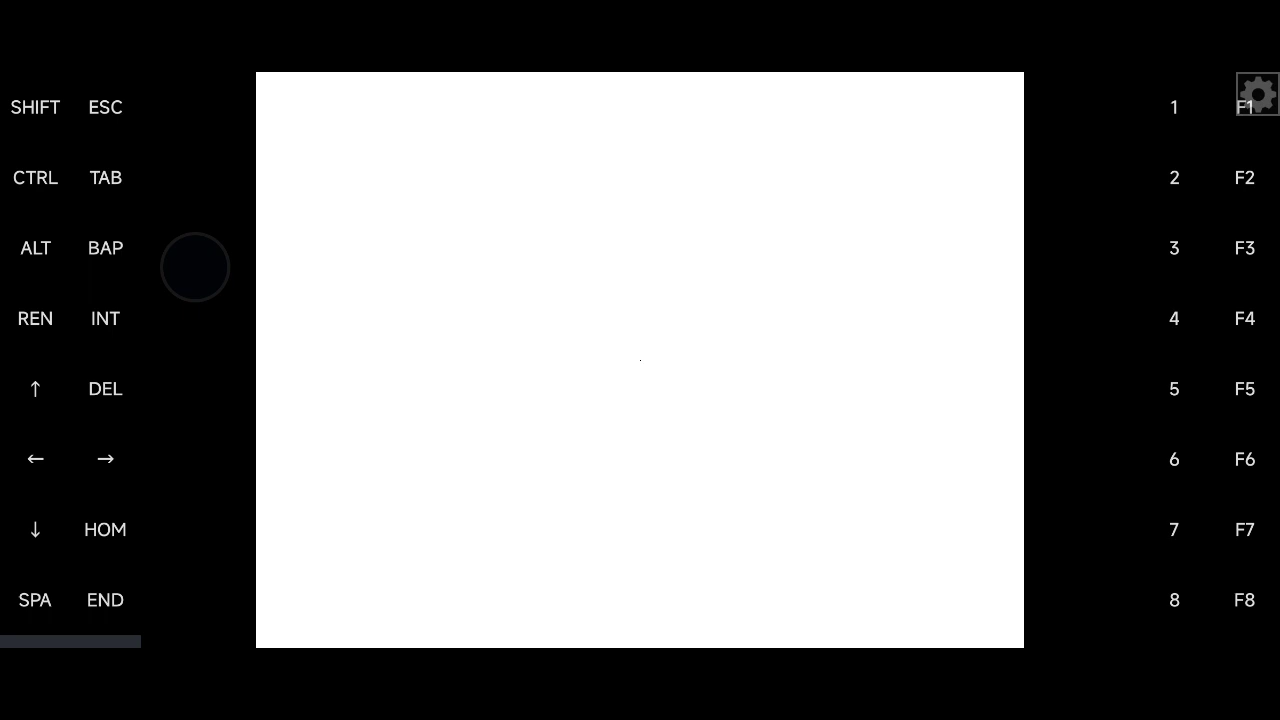 SHIFT ESC 1 F1
CTRL TAB 2 F2
ALT BAP 3 F3
REN INT 4 F4
↑ DEL 5 F5
← → 6 F6
↓ HOM 7 F7
SPA END 8 F8